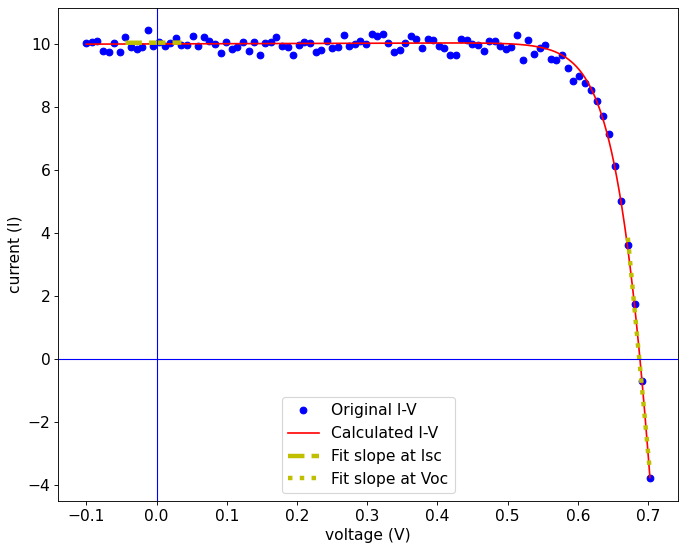 10
8
6
4
2
0
−2
−4
current (I)
Original I-V
Calculated I-V
Fit slope at Isc
Fit slope at Voc
−0.1 0.0 0.1 0.2 0.3 0.4 0.5 0.6 0.7
voltage (V)